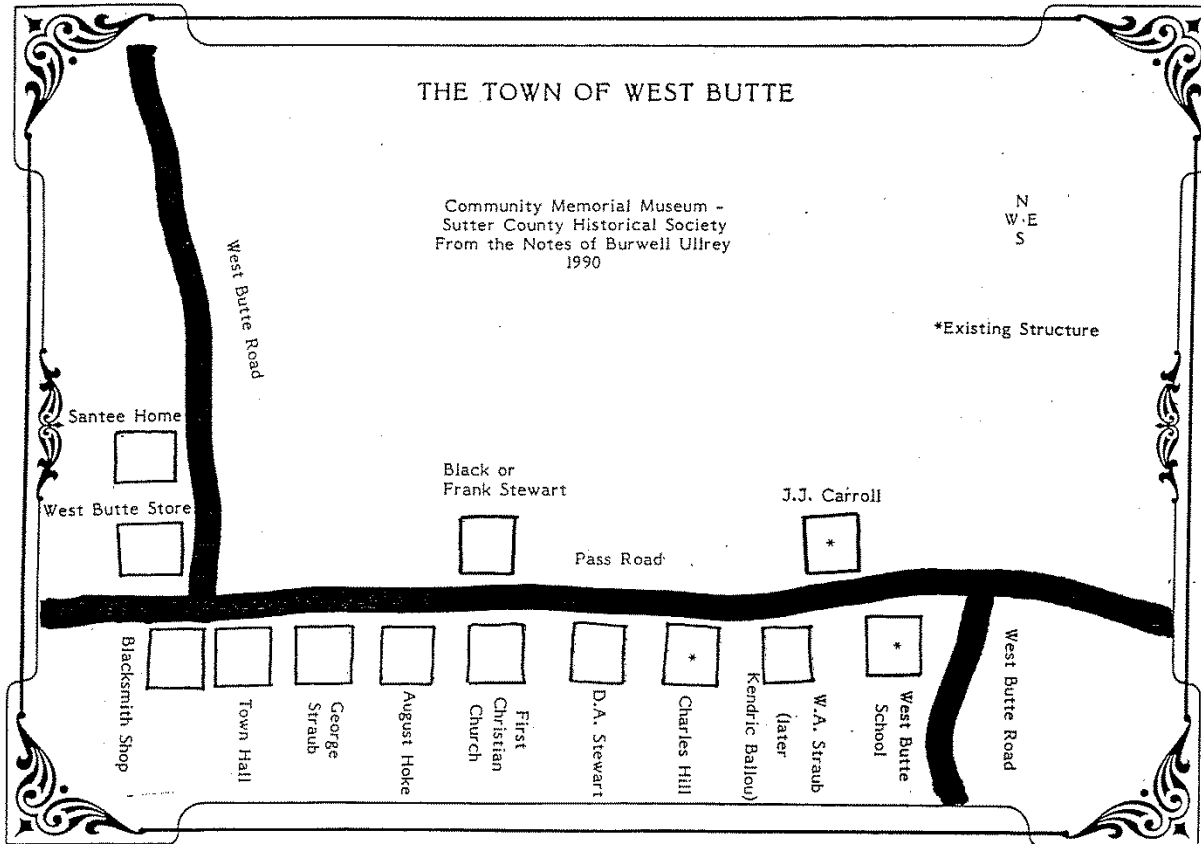 THE TOWN OF WEST BUTTE
Community Memorial Museum -
Sutter County Historical Society
From the Notes of Burwell Ullrey
1990
N
W·E
S
*Existing Structure
West Butte Road
Santee Home
West Butte Store
Black or
Frank Stewart
J.J. Carroll
*
Pass Road
Blacksmith Shop
Town Hall
George
Straub
August Hoke
First
Christian
Church
D.A. Stewart
*
Charles Hill
W.A. Straub
(later
Kendric Ballou)
*
West Butte
School
West Butte Road